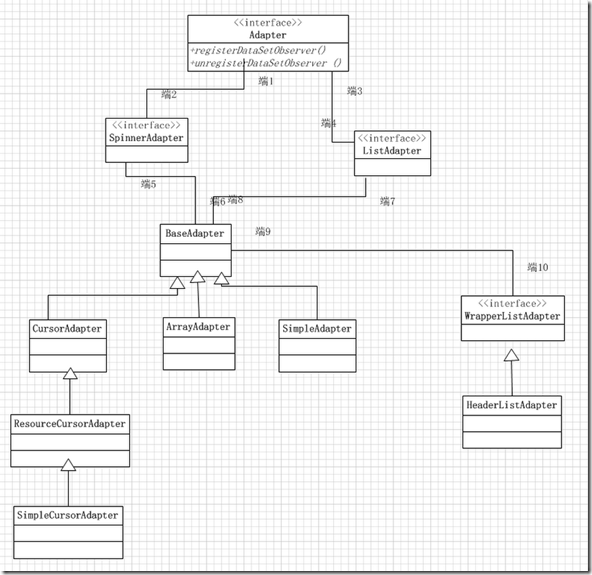 <<interface>>
Adapter
+registerDataSetObserver()
+unregisterDataSetObserver ()
端1
端2
端3
<<interface>>
SpinnerAdapter
端4
<<interface>>
ListAdapter
端5
端6
端8
端7
BaseAdapter
端9
端10
<<interface>>
WrapperListAdapter
CursorAdapter
ArrayAdapter
SimpleAdapter
HeaderListAdapter
ResourceCursorAdapter
SimpleCursorAdapter